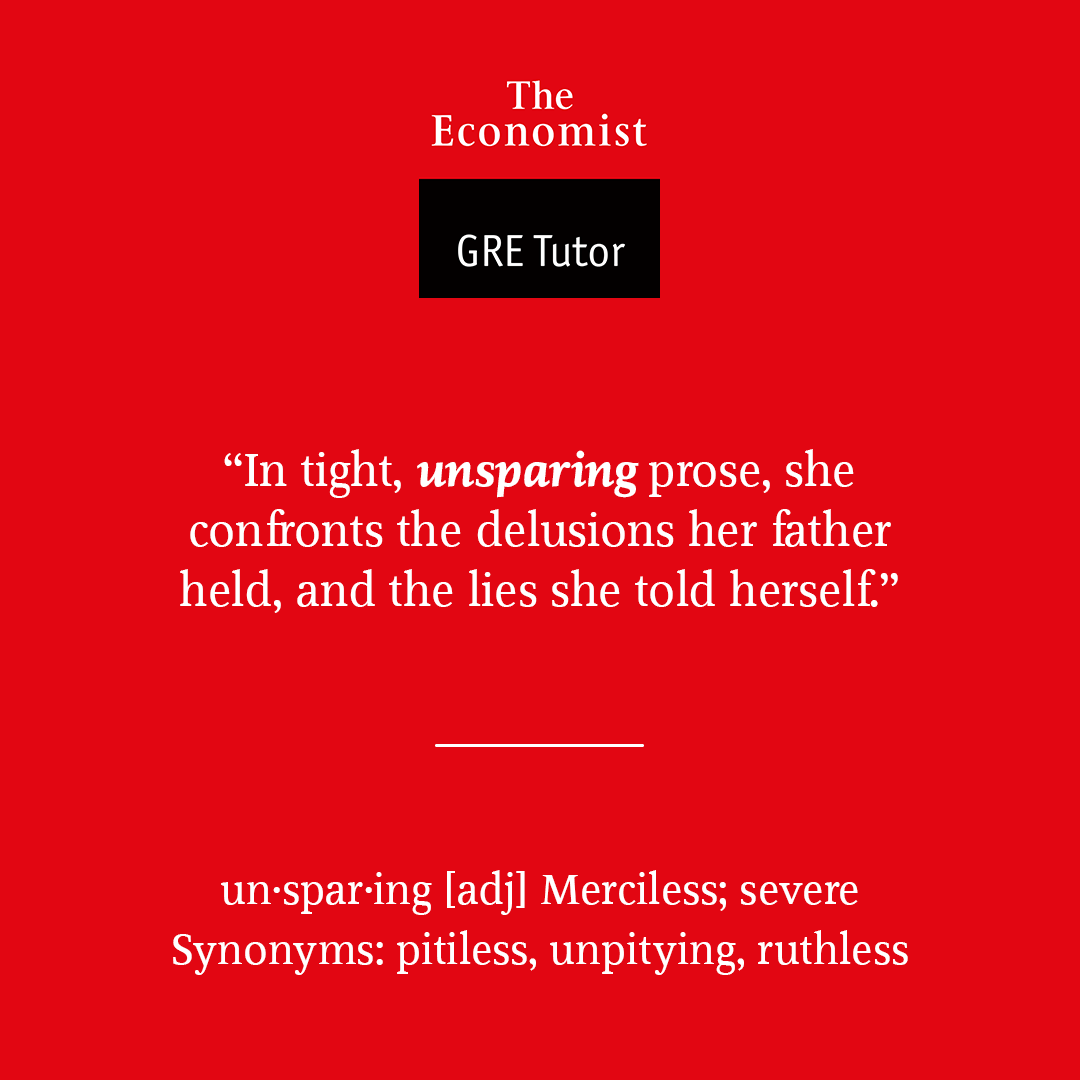 The
Economist
GRE Tutor
“In tight, unsparing prose, she
confronts the delusions her father
held, and the lies she told herself.”
un·spar·ing [adj] Merciless; severe
Synonyms: pitiless, unpitying, ruthless